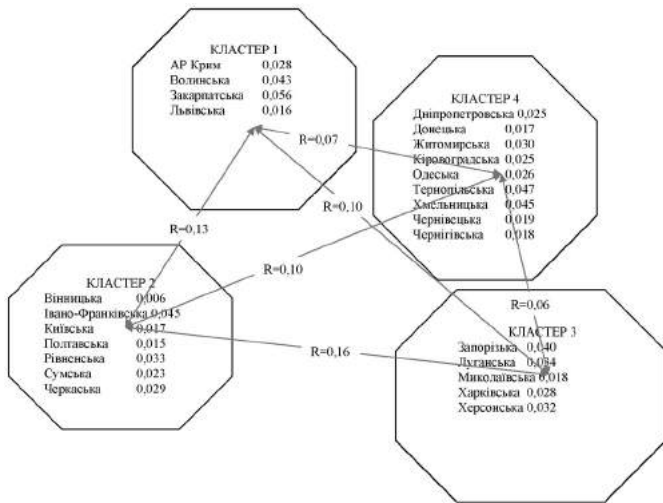 КЛАСТЕР 1
АР Крим 0,028
Волинська 0,043
Закарпатська 0,056
Львівська 0,016
КЛАСТЕР 4
Дніпропетровська 0,025
Донецька 0,017
Житомирська 0,030
Кіровоградська 0,025
Одеська 0,026
Тернопільська 0,047
Хмельницька 0,045
Чернівецька 0,019
Чернігівська 0,018
R=0,07
R=0,10
R=0,13
R=0,10
КЛАСТЕР 2
Вінницька 0,006
Івано-Франківська 0,045
Київська 0,017
Полтавська 0,015
Рівненська 0,033
Сумська 0,023
Черкаська 0,029
R=0,06
R=0,16
КЛАСТЕР 3
Запорізька 0,040
Луганська 0,034
Миколаївська 0,018
Харківська 0,028
Херсонська 0,032